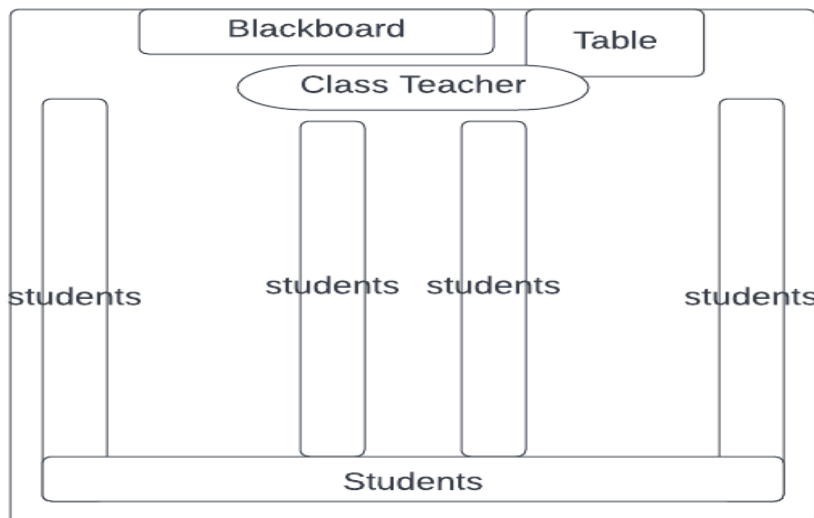 Blackboard
Table
Class Teacher
students
students
students
students
Students